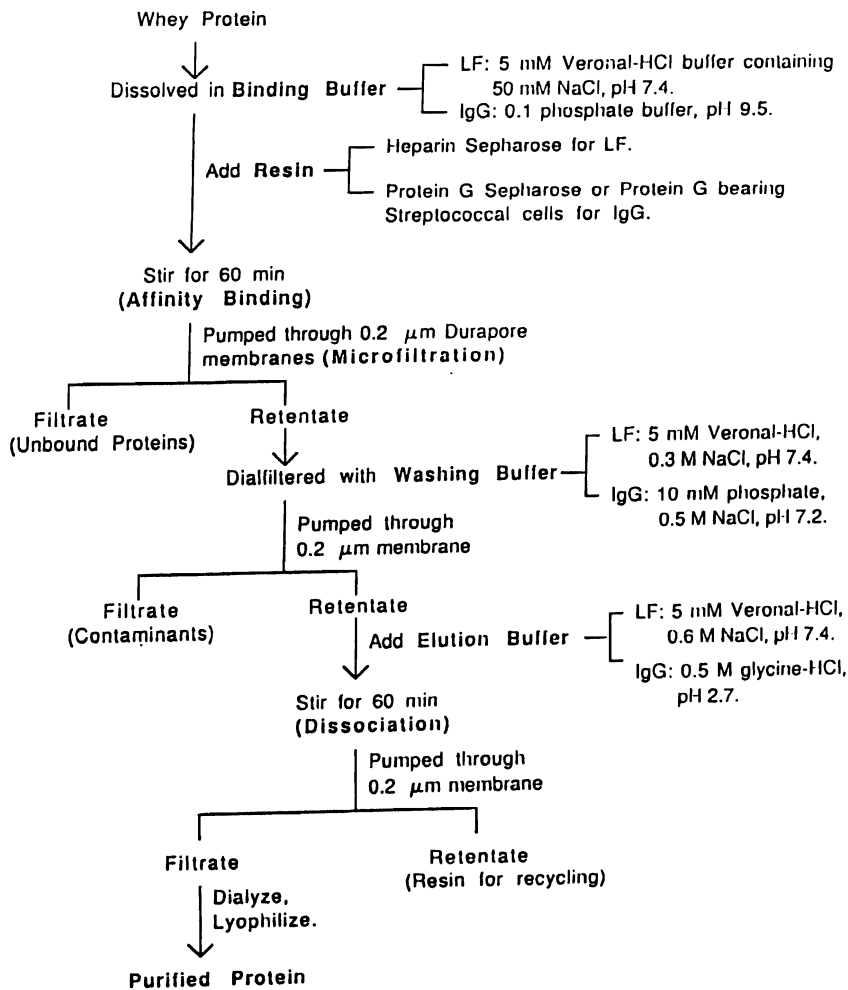 Whey Protein
Dissolved in Binding Buffer
LF: 5 mM Veronal-HCl buffer containing
50 mM NaCl, pH 7.4.
IgG: 0.1 phosphate buffer, pH 9.5.
Add Resin
Heparin Sepharose for LF.
Protein G Sepharose or Protein G bearing
Streptococcal cells for IgG.
Stir for 60 min
(Affinity Binding)
Pumped through 0.2 μm Durapore
membranes (Microfiltration)
Filtrate
(Unbound Proteins)
Retentate
Diafiltered with Washing Buffer
LF: 5 mM Veronal-HCl,
0.3 M NaCl, pH 7.4.
IgG: 10 mM phosphate,
0.5 M NaCl, pH 7.2.
Pumped through
0.2 μm membrane
Filtrate
(Contaminants)
Retentate
Add Elution Buffer
LF: 5 mM Veronal-HCl,
0.6 M NaCl, pH 7.4.
IgG: 0.5 M glycine-HCl,
pH 2.7.
Stir for 60 min
(Dissociation)
Pumped through
0.2 μm membrane
Filtrate
Retentate
(Resin for recycling)
Dialyze,
Lyophilize.
Purified Protein